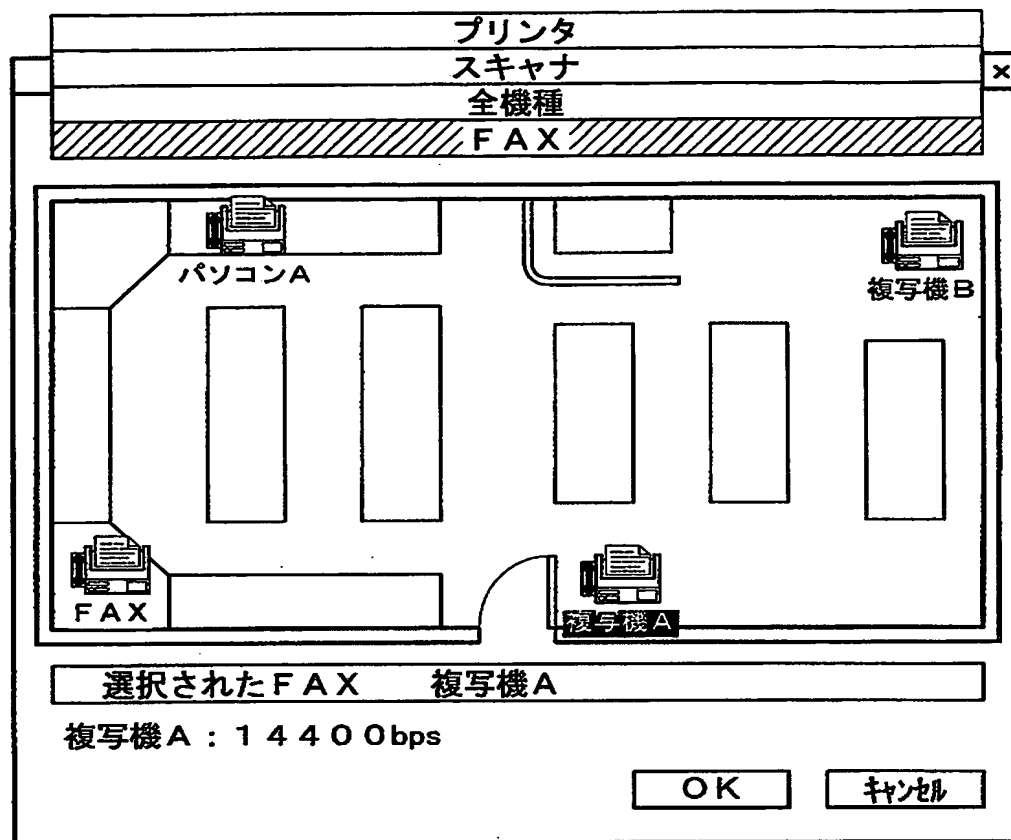 プリンタ
スキャナ
×
全機種
ＦＡＸ
パソコンA
複写機B
ＦＡＸ
複写機A
選択されたＦＡＸ　複写機A
複写機A：１４４００bps
ＯＫ
ｷｬﾝｾﾙ